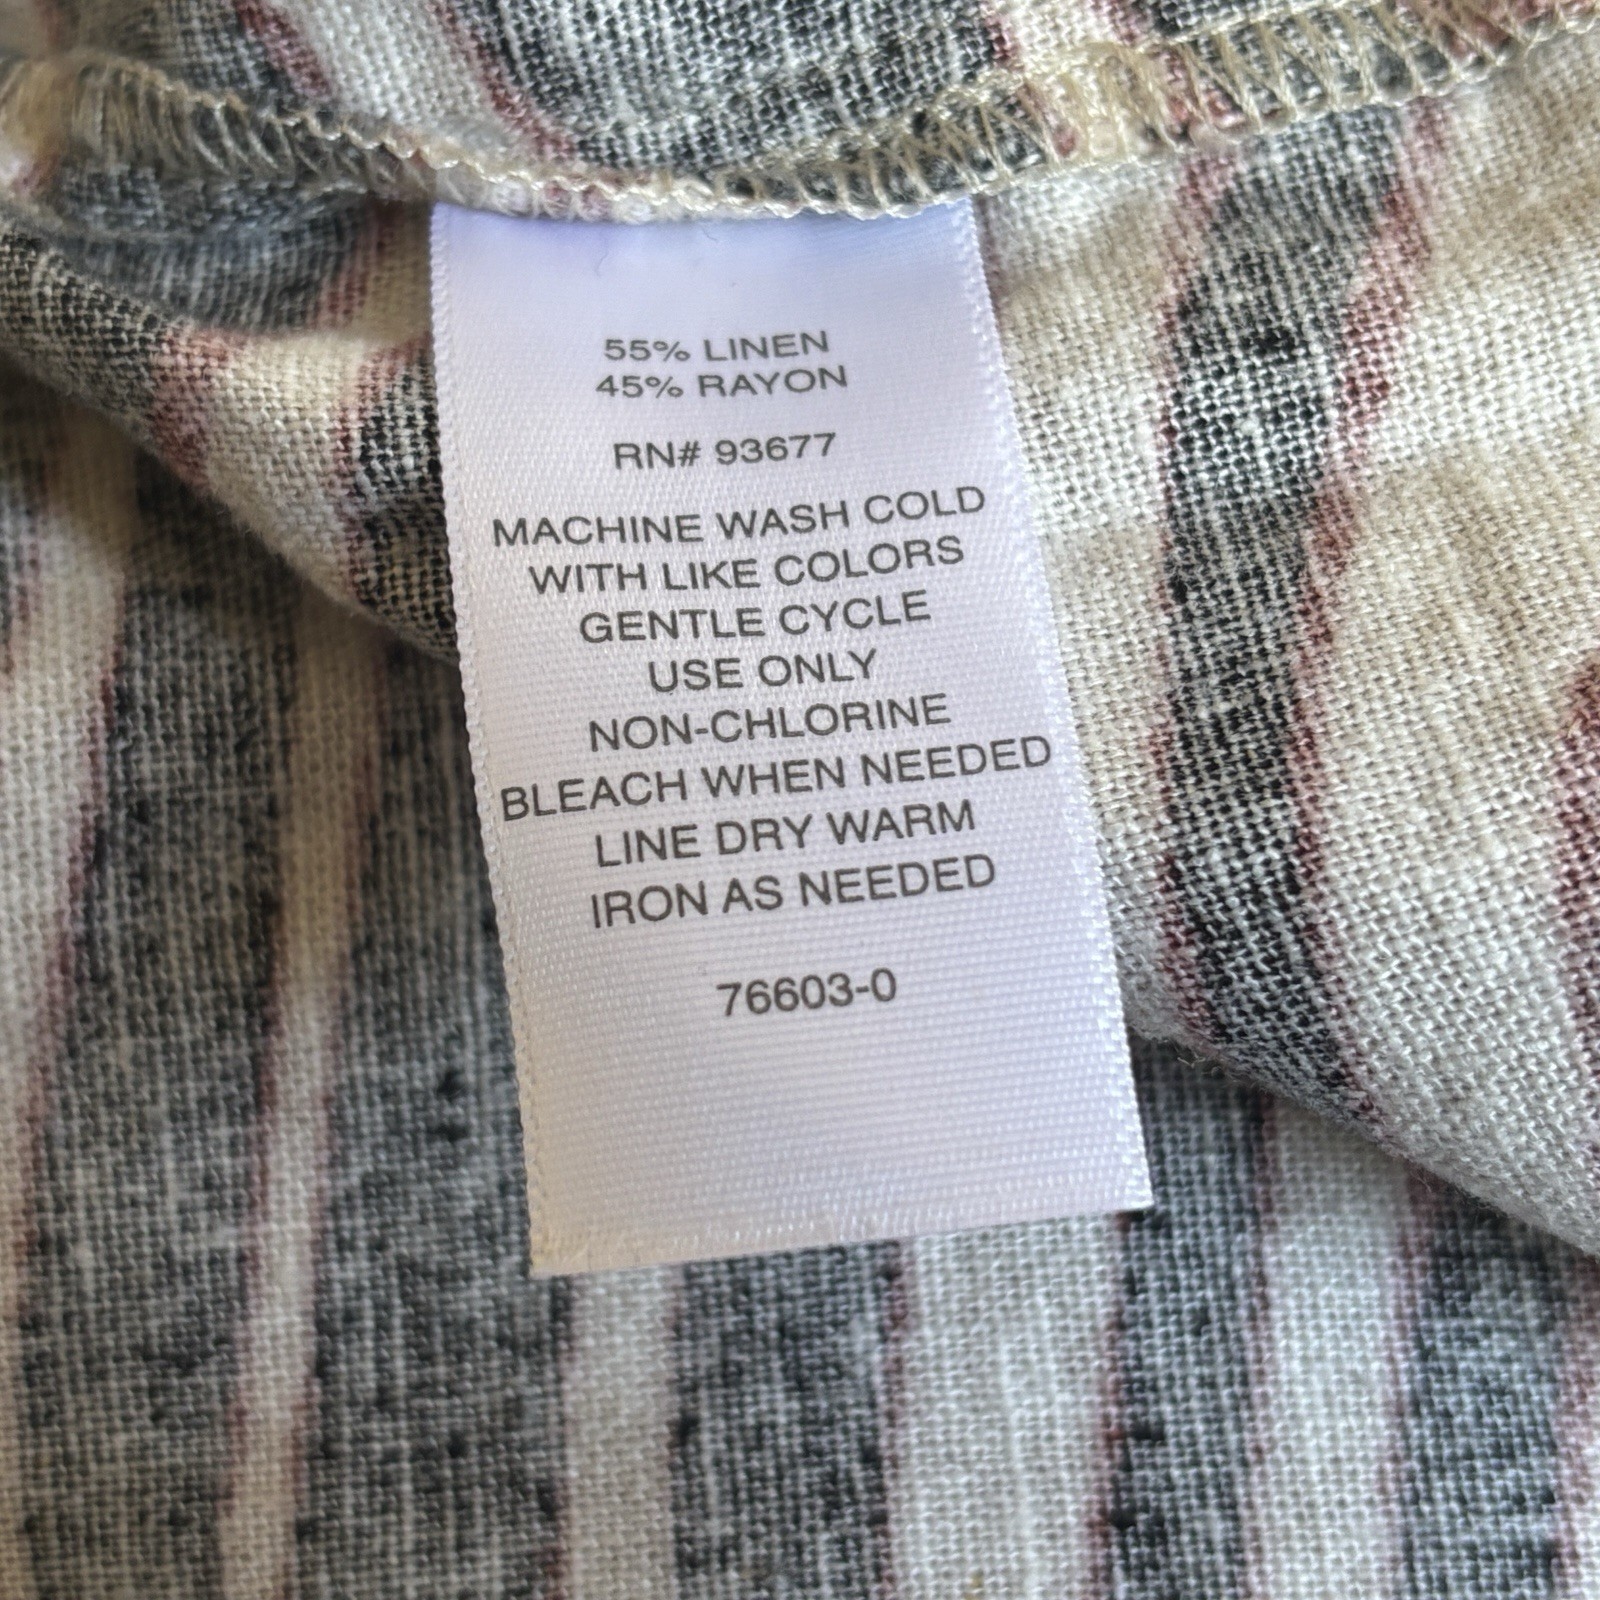 55% LINEN
45% RAYON
RN# 93677
MACHINE WASH COLD
WITH LIKE COLORS
GENTLE CYCLE
USE ONLY
NON-CHLORINE
BLEACH WHEN NEEDED
LINE DRY WARM
IRON AS NEEDED
76603-0